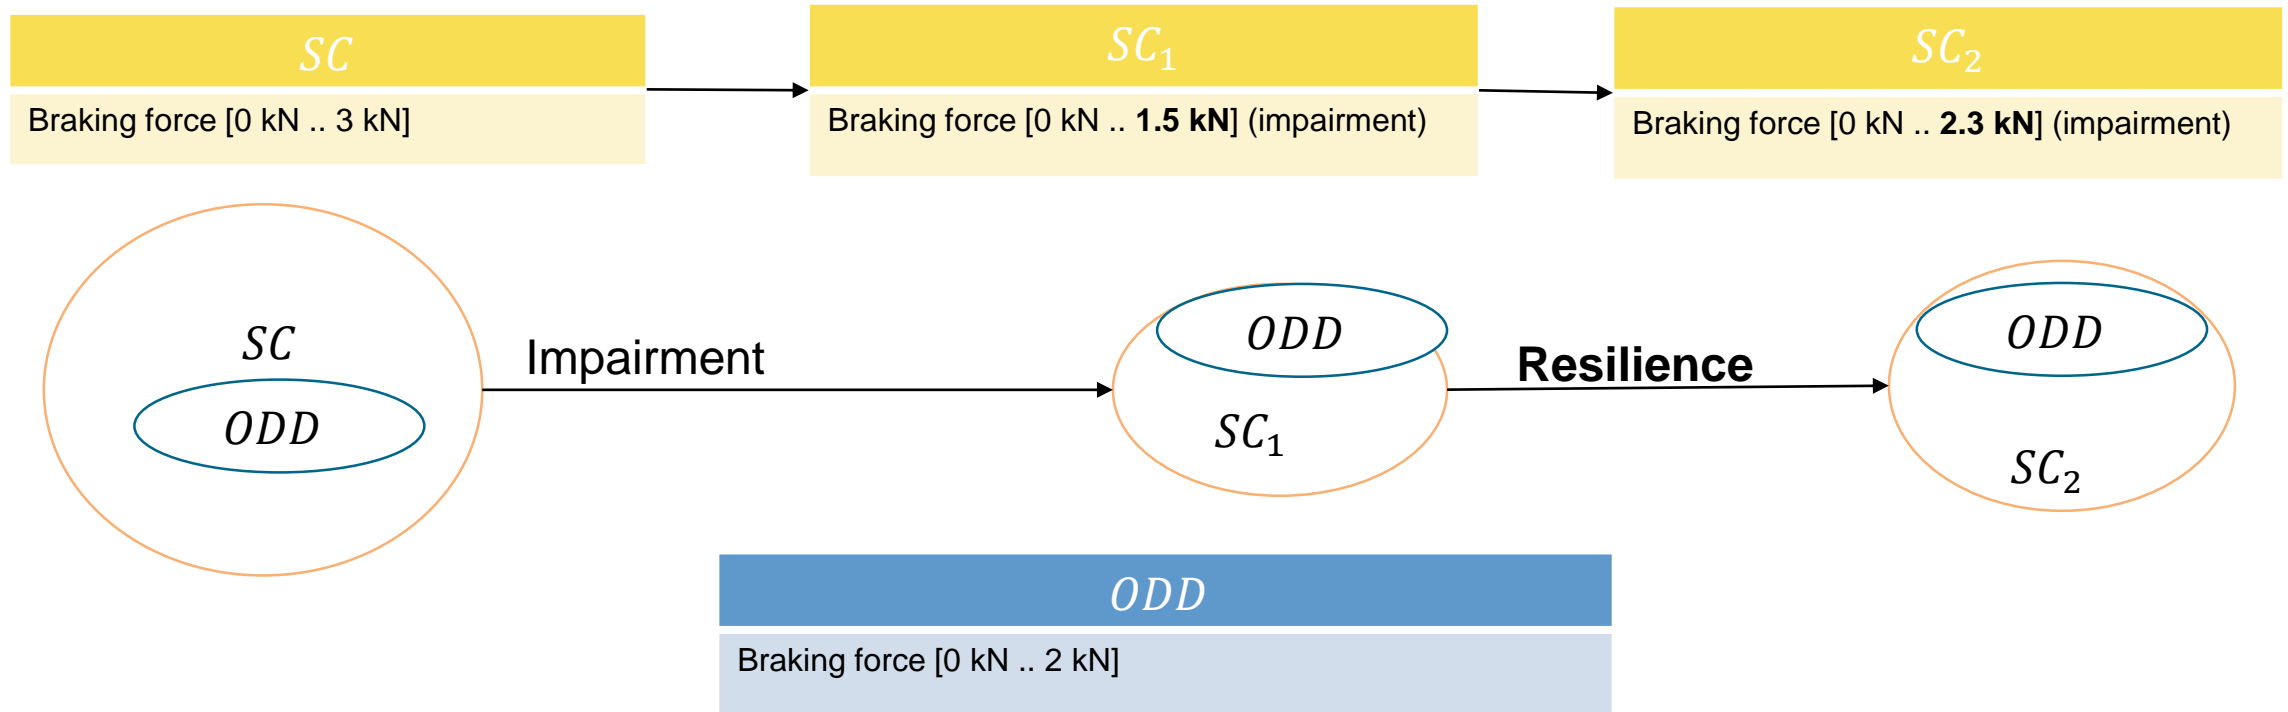 SC
SC₁
SC₂
Braking force [0 kN .. 3 kN]
Braking force [0 kN .. 1.5 kN] (impairment)
Braking force [0 kN .. 2.3 kN] (impairment)
SC
ODD
Impairment
ODD
SC₁
Resilience
ODD
SC₂
ODD
Braking force [0 kN .. 2 kN]